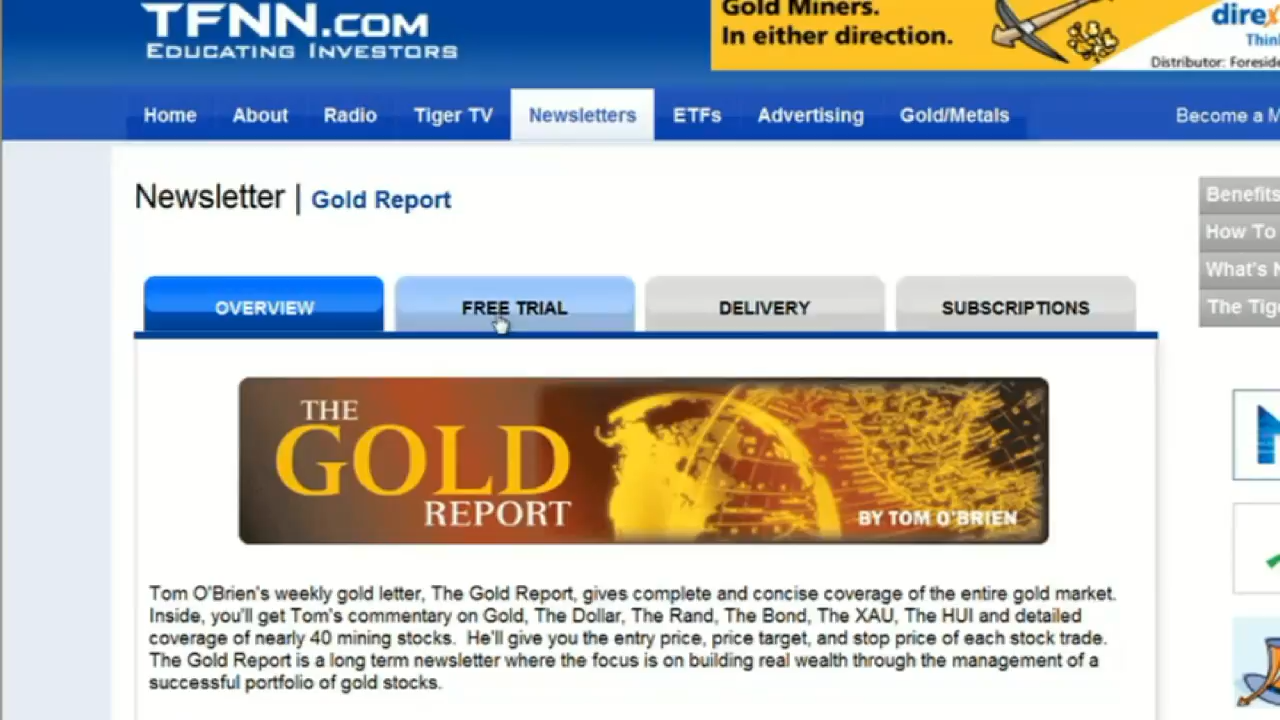 TFNN.COM
EDUCATING INVESTORS
Gold Miners.
In either direction.
Distributor:
Home About Radio Tiger TV Newsletters ETFs Advertising Gold/Metals Become a
Newsletter | Gold Report
Benefits
How To
What's
The
OVERVIEW FREE TRIAL DELIVERY SUBSCRIPTIONS
THE
GOLD
REPORT
BY TOM O'BRIEN
Tom O'Brien's weekly gold letter, The Gold Report, gives complete and concise coverage of the entire gold market.
Inside, you'll get Tom's commentary on Gold, The Dollar, The Rand, The Bond, The XAU, The HUI and detailed
coverage of nearly 40 mining stocks. He'll give you the entry price, price target, and stop price of each stock trade.
The Gold Report is a long term newsletter where the focus is on building real wealth through the management of a
successful portfolio of gold stocks.